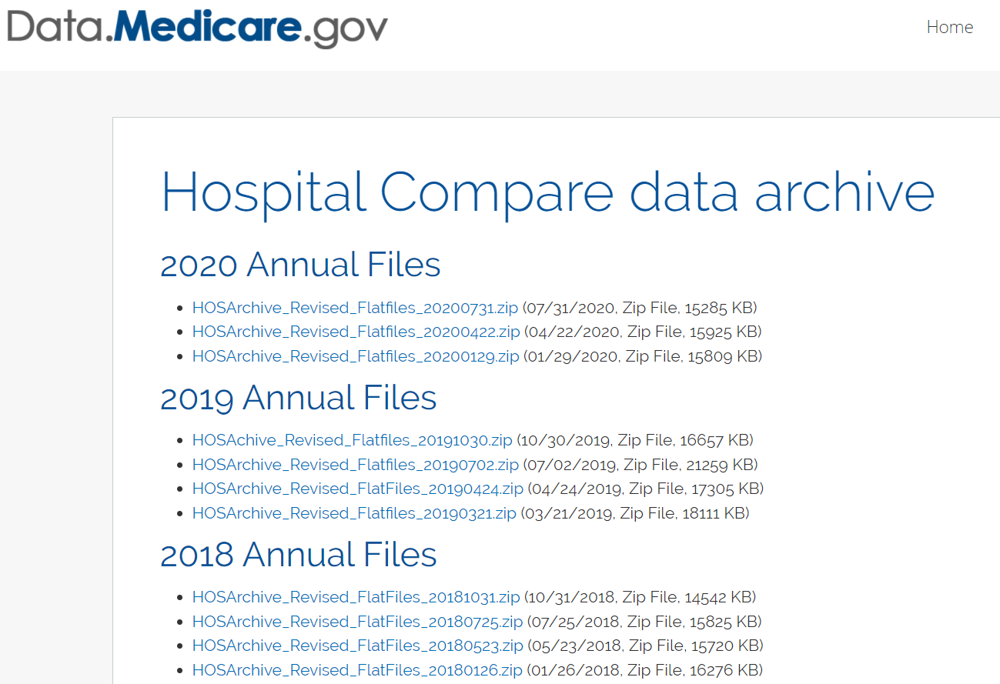 Data.Medicare.gov
Home
Hospital Compare data archive
2020 Annual Files
HOSArchive_Revised_Flatfiles_20200731.zip (07/31/2020, Zip File, 15285 KB)
HOSArchive_Revised_Flatfiles_20200422.zip (04/22/2020, Zip File, 15925 KB)
HOSArchive_Revised_Flatfiles_20200129.zip (01/29/2020, Zip File, 15809 KB)
2019 Annual Files
HOSAchive_Revised_Flatfiles_20191030.zip (10/30/2019, Zip File, 16657 KB)
HOSArchive_Revised_Flatfiles_20190702.zip (07/02/2019, Zip File, 21259 KB)
HOSArchive_Revised_FlatFiles_20190424.zip (04/24/2019, Zip File, 17305 KB)
HOSArchive_Revised_Flatfiles_20190321.zip (03/21/2019, Zip File, 18111 KB)
2018 Annual Files
HOSArchive_Revised_FlatFiles_20181031.zip (10/31/2018, Zip File, 14542 KB)
HOSArchive_Revised_FlatFiles_20180725.zip (07/25/2018, Zip File, 15825 KB)
HOSArchive_Revised_FlatFiles_20180523.zip (05/23/2018, Zip File, 15720 KB)
HOSArchive_Revised_FlatFiles_20180126.zip (01/26/2018, Zip File, 16276 KB)